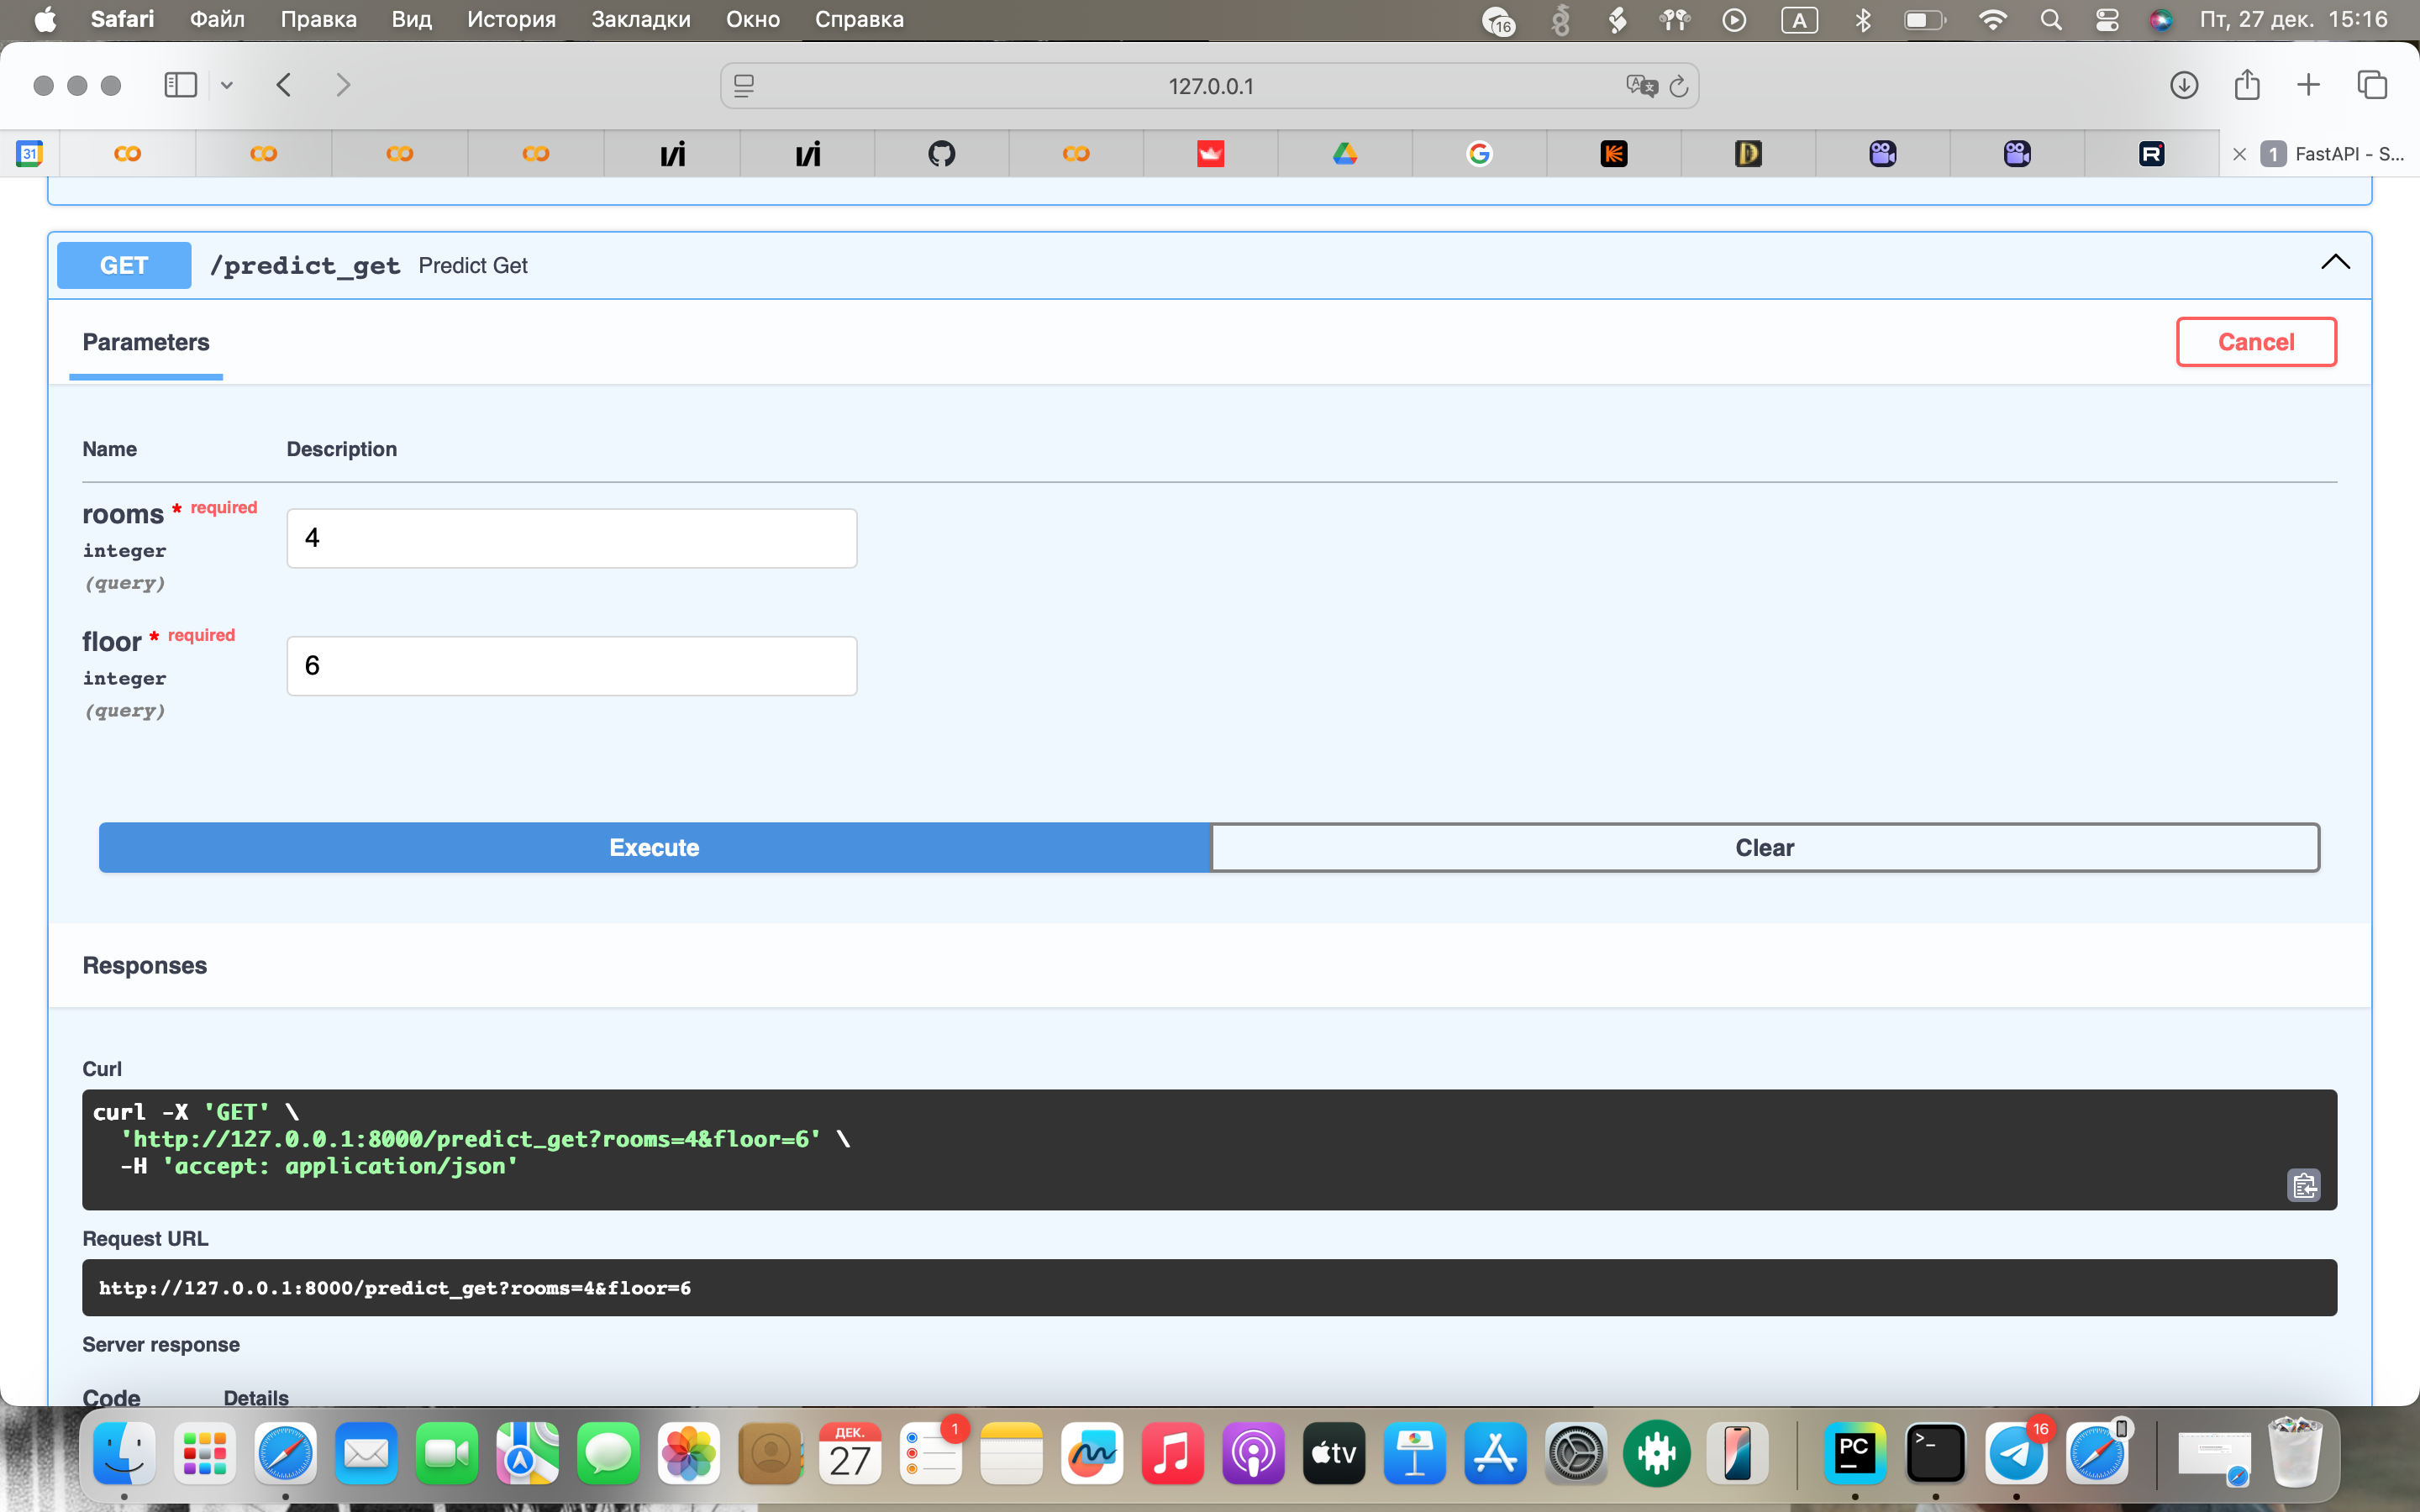 Safari Файл Правка Вид История Закладки Окно Справка 16 A Пт, 27 дек. 15:16
127.0.0.1
31 1 FastAPI - S...
GET /predict_get Predict Get
Parameters Cancel
Name Description
rooms * required
integer
(query)
4
floor * required
integer
(query)
6
Execute Clear
Responses
Curl
curl -X 'GET' \
'http://127.0.0.1:8000/predict_get?rooms=4&floor=6' \
-H 'accept: application/json'
Request URL
http://127.0.0.1:8000/predict_get?rooms=4&floor=6
Server response
Code Details
ДЕК.
27
1
tv
PC
>_
16